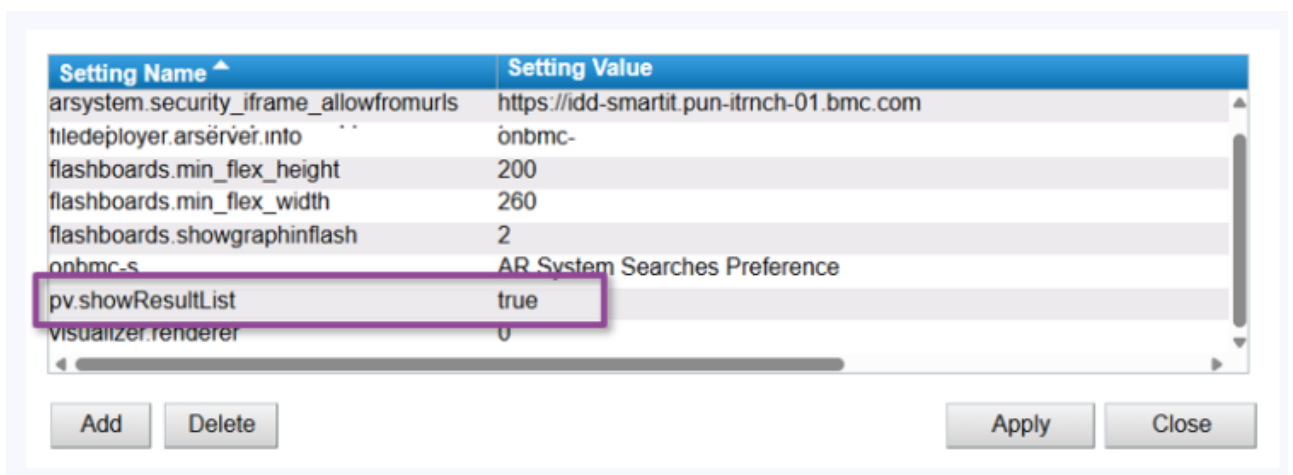 Setting Name Setting Value
arsystem.security_iframe_allowfromurls https://idd-smartit.pun-itrnch-01.bmc.com
filedeployer.arserver.info onbmc-
flashboards.min_flex_height 200
flashboards.min_flex_width 260
flashboards.showgraphinflash 2
onbmc-s AR System Searches Preference
pv.showResultList true
visualizer.renderer 0
Add Delete Apply Close